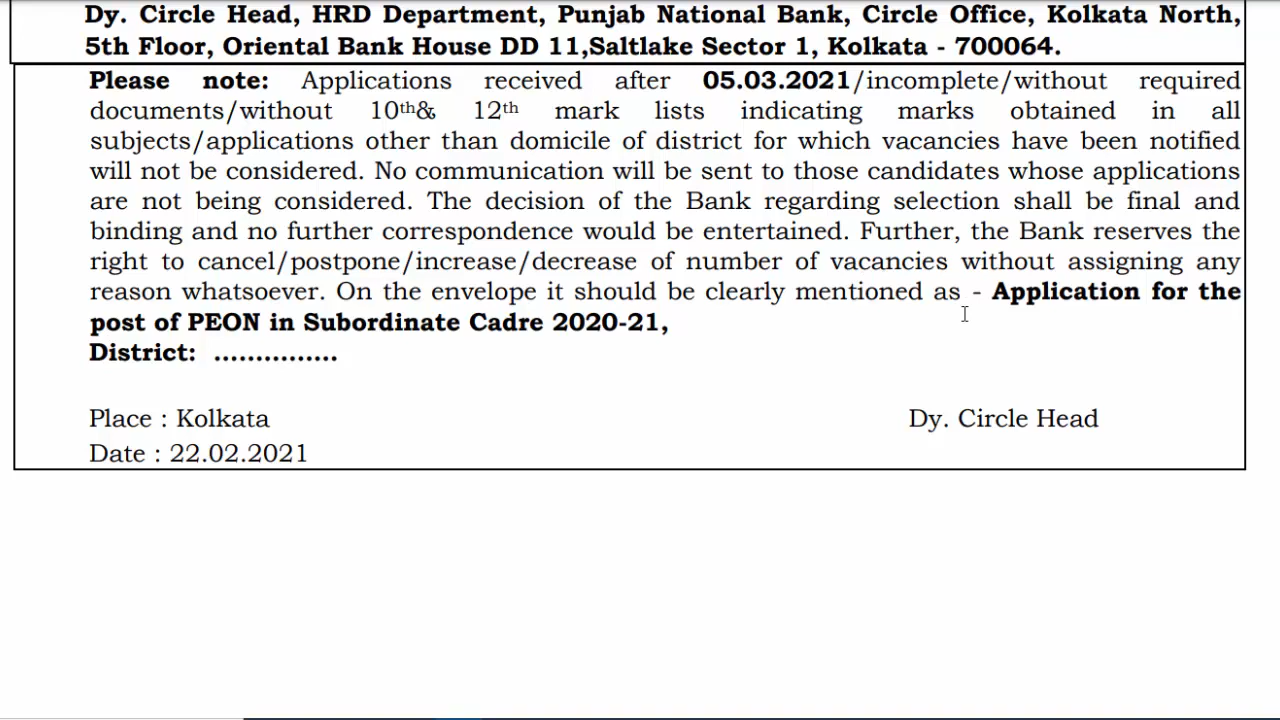 Dy. Circle Head, HRD Department, Punjab National Bank, Circle Office, Kolkata North,
5th Floor, Oriental Bank House DD 11,Saltlake Sector 1, Kolkata - 700064.
Please note: Applications received after 05.03.2021/incomplete/without required
documents/without 10th& 12th mark lists indicating marks obtained in all
subjects/applications other than domicile of district for which vacancies have been notified
will not be considered. No communication will be sent to those candidates whose applications
are not being considered. The decision of the Bank regarding selection shall be final and
binding and no further correspondence would be entertained. Further, the Bank reserves the
right to cancel/postpone/increase/decrease of number of vacancies without assigning any
reason whatsoever. On the envelope it should be clearly mentioned as - Application for the
post of PEON in Subordinate Cadre 2020-21,
District: ...............
Place : Kolkata Dy. Circle Head
Date : 22.02.2021